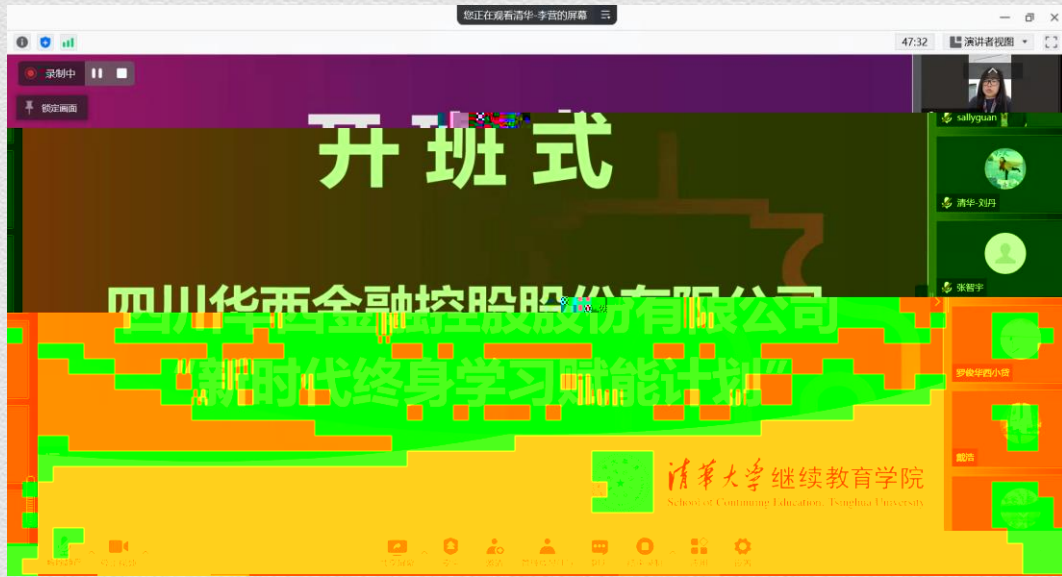 您正在观看清华-李营的屏幕
47:32
演讲者视图
录制中
锁定画面
sallyguan
开班式
清华-刘丹
张智宇
四川华西金融控股股份有限公司
新时代终身学习赋能计划”
罗俊华西小贷
戴浩
清华大学继续教育学院
School of Continuing Education, Tsinghua University